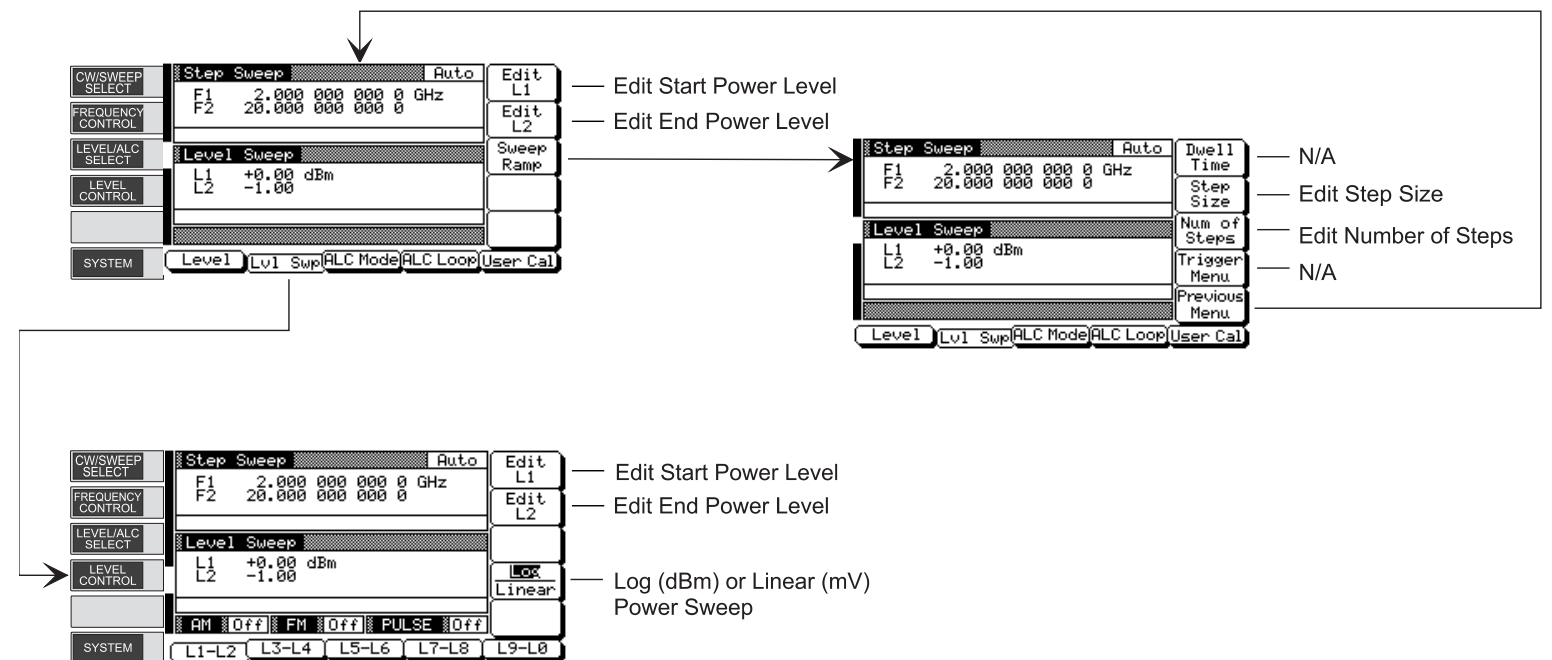 CW/SWEEP
SELECT
FREQUENCY
CONTROL
LEVEL/ALC
SELECT
LEVEL
CONTROL
SYSTEM
Step Sweep Auto
F1 2.000 000 000 0 GHz
F2 20.000 000 000 0
Level Sweep
L1 +0.00 dBm
L2 -1.00
Edit
L1
Edit
L2
Sweep
Ramp
Level Lvl Swp ALC Mode ALC Loop User Cal
Edit Start Power Level
Edit End Power Level
Step Sweep Auto
F1 2.000 000 000 0 GHz
F2 20.000 000 000 0
Level Sweep
L1 +0.00 dBm
L2 -1.00
Dwell
Time
Step
Size
Num of
Steps
Trigger
Menu
Previous
Menu
Level Lvl Swp ALC Mode ALC Loop User Cal
N/A
Edit Step Size
Edit Number of Steps
N/A
CW/SWEEP
SELECT
FREQUENCY
CONTROL
LEVEL/ALC
SELECT
LEVEL
CONTROL
SYSTEM
Step Sweep Auto
F1 2.000 000 000 0 GHz
F2 20.000 000 000 0
Level Sweep
L1 +0.00 dBm
L2 -1.00
AM Off FM Off PULSE Off
Edit
L1
Edit
L2
Log
Linear
L1-L2 L3-L4 L5-L6 L7-L8 L9-L0
Edit Start Power Level
Edit End Power Level
Log (dBm) or Linear (mV)
Power Sweep